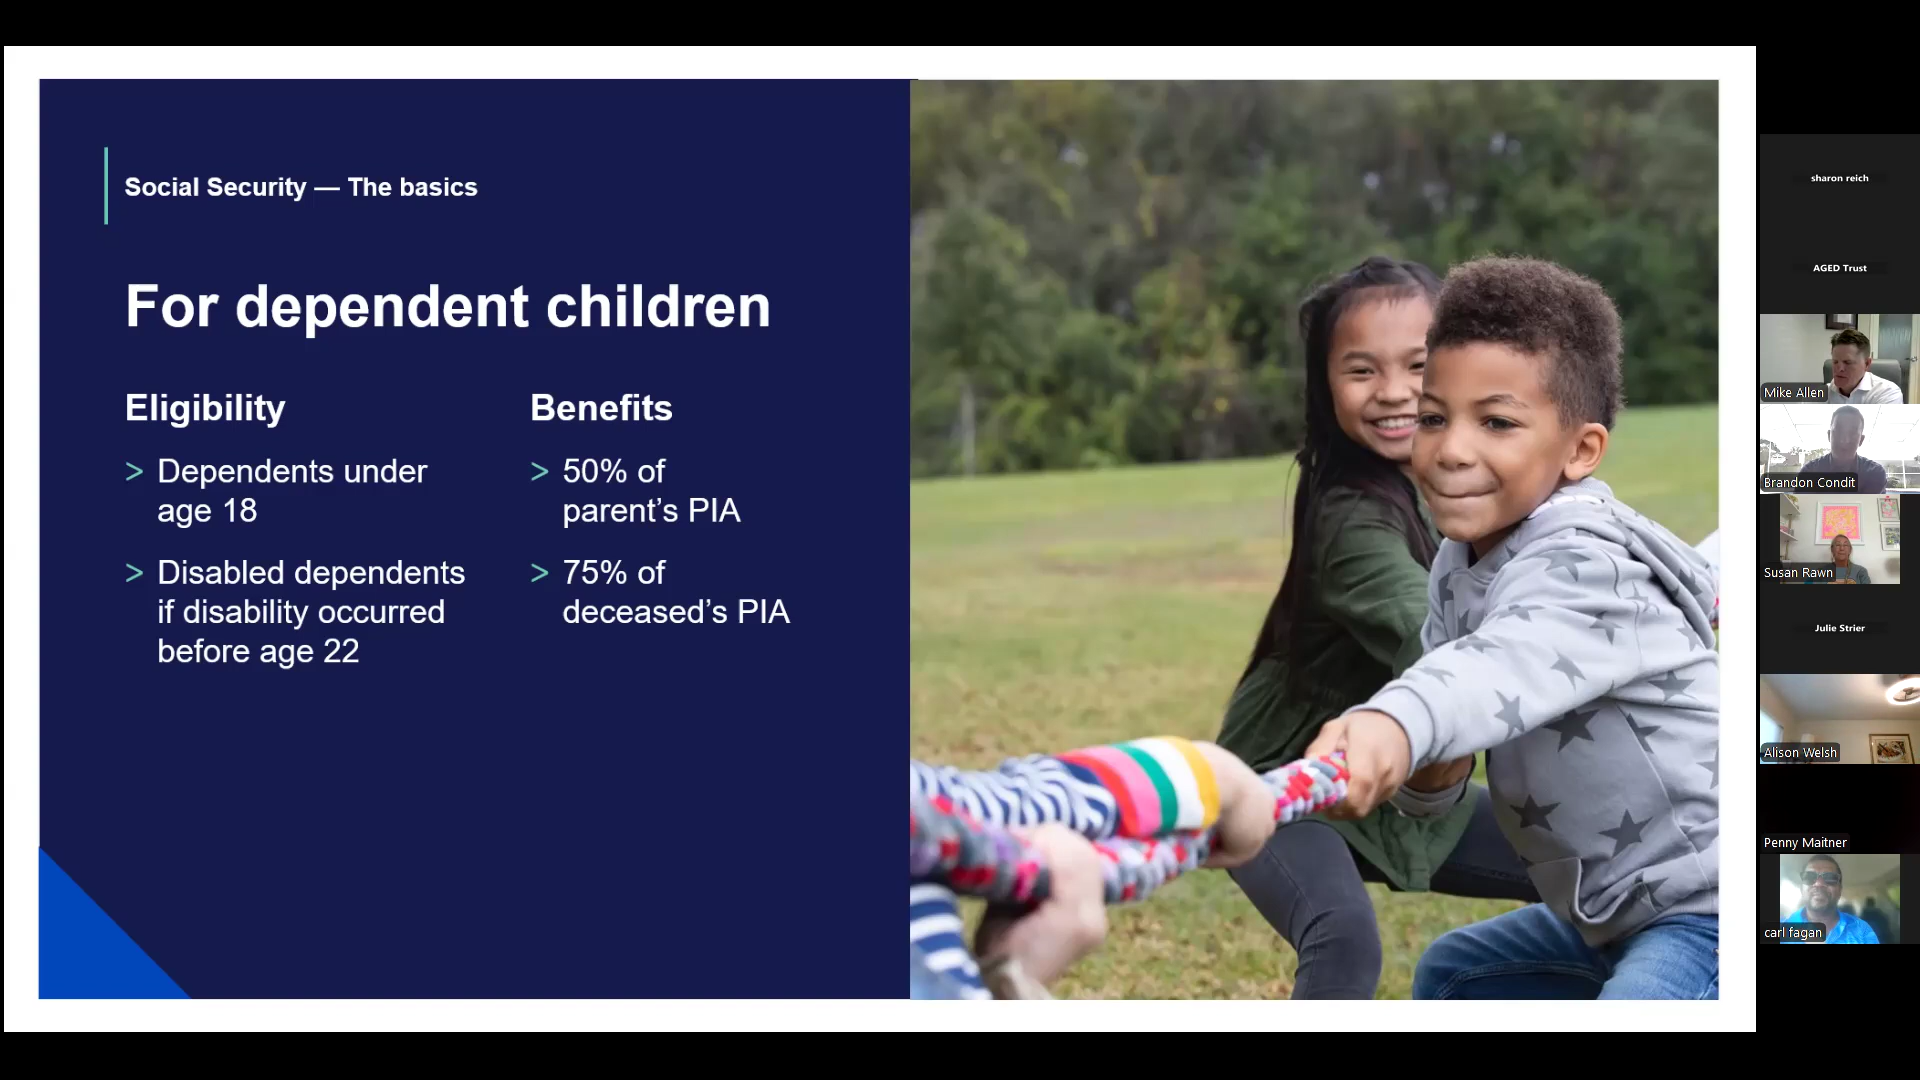 Social Security — The basics
For dependent children
Eligibility
> Dependents under
age 18
> Disabled dependents
if disability occurred
before age 22
Benefits
> 50% of
parent’s PIA
> 75% of
deceased’s PIA
sharon reich
AGED Trust
Mike Allen
Brandon Condit
Susan Rawn
Julie Strier
Alison Welsh
Penny Maitner
carl fagan